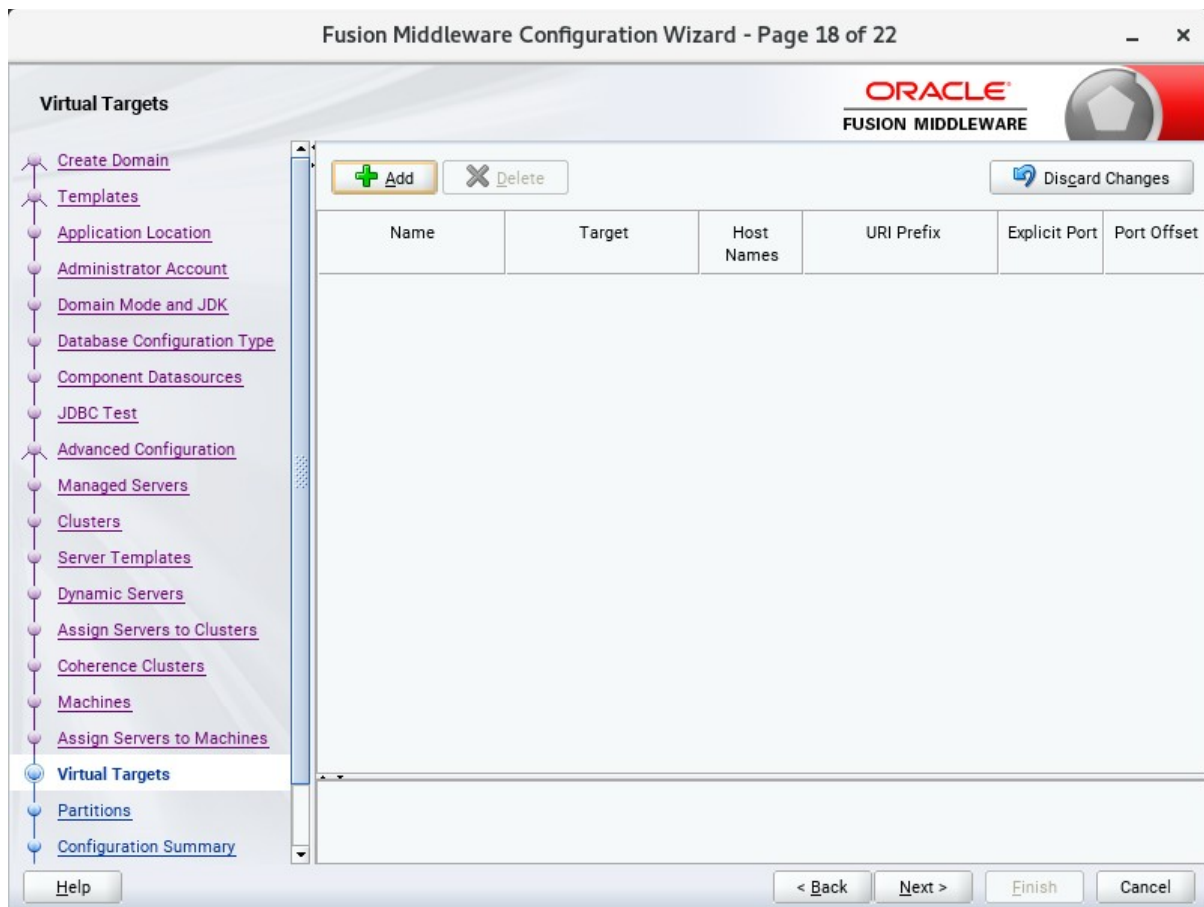 Fusion Middleware Configuration Wizard - Page 18 of 22
Virtual Targets
ORACLE
FUSION MIDDLEWARE
Create Domain
Templates
Application Location
Administrator Account
Domain Mode and JDK
Database Configuration Type
Component Datasources
JDBC Test
Advanced Configuration
Managed Servers
Clusters
Server Templates
Dynamic Servers
Assign Servers to Clusters
Coherence Clusters
Machines
Assign Servers to Machines
Virtual Targets
Partitions
Configuration Summary
Add
Delete
Discard Changes
Name
Target
Host
Names
URI Prefix
Explicit Port
Port Offset
Help
< Back
Next >
Finish
Cancel